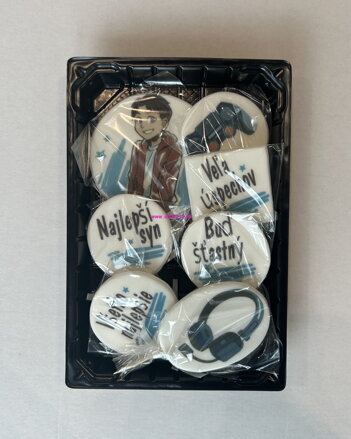 Veľa
úspechov
Najlepší
syn
Buď
šťastný
Všetko
najlepšie